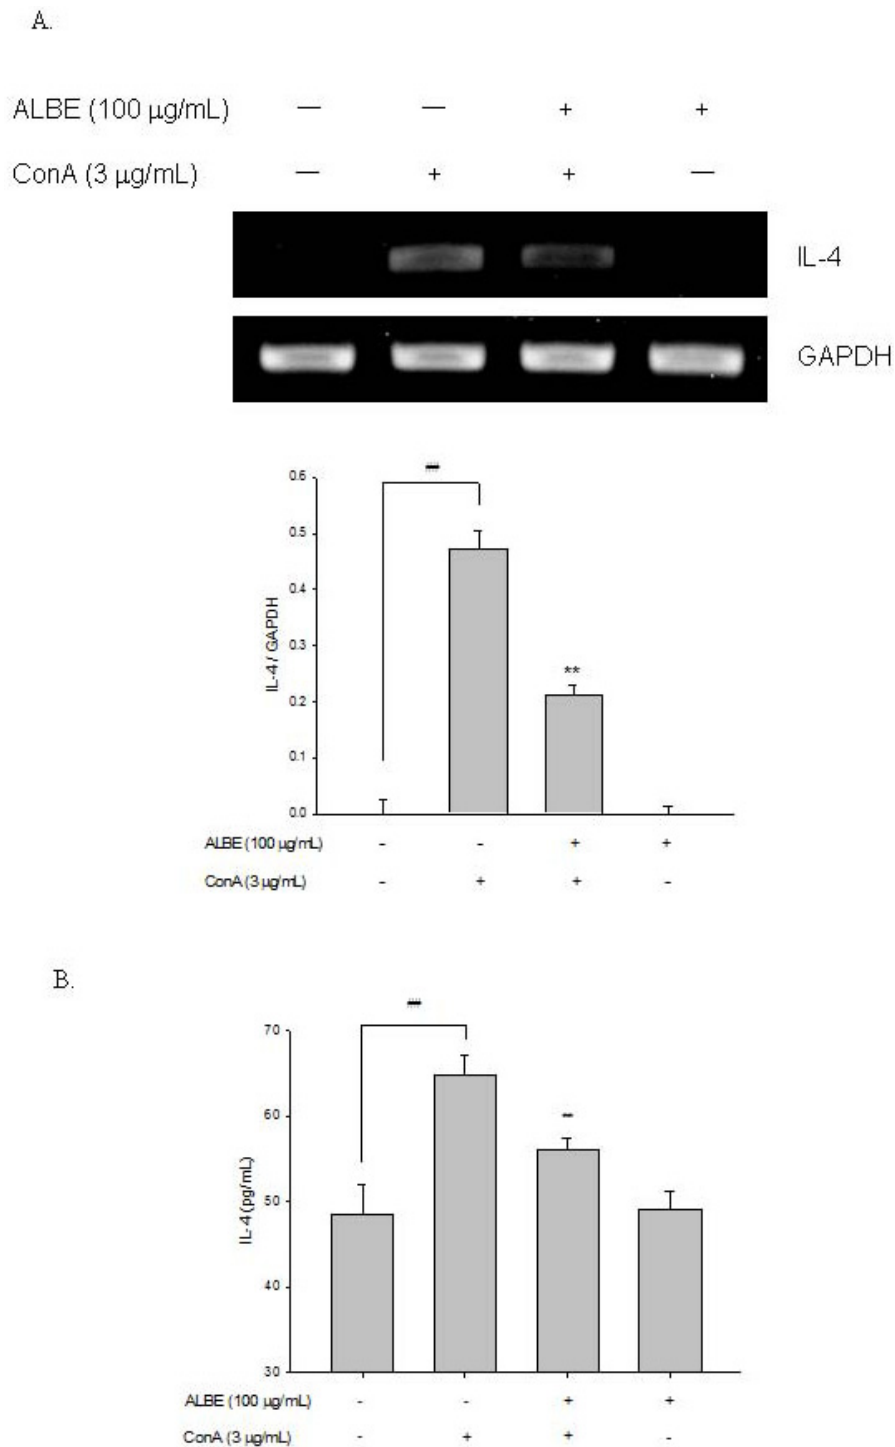 A.
ALBE (100 μg/mL) — — + +
ConA (3 μg/mL) — + + —
IL-4
GAPDH
0.6
0.5
0.4
0.3
0.2
0.1
0.0
IL-4 / GAPDH
**
ALBE (100 μg/mL) - - + +
ConA (3 μg/mL) - + + -
B.
70
60
50
40
30
IL-4 (pg/mL)
ALBE (100 μg/mL) - - + +
ConA (3 μg/mL) - + + -